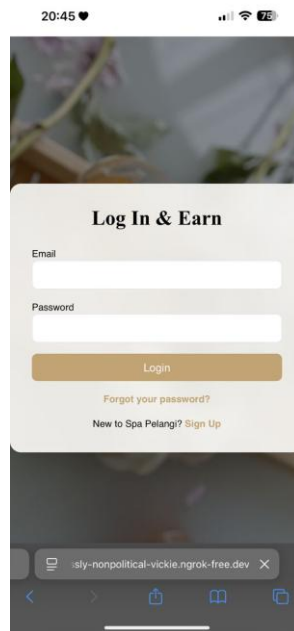 20:45
75
Log In & Earn
Email
Password
Login
Forgot your password?
New to Spa Pelangi? Sign Up
sly-nonpolitical-vickie.ngrok-free.dev